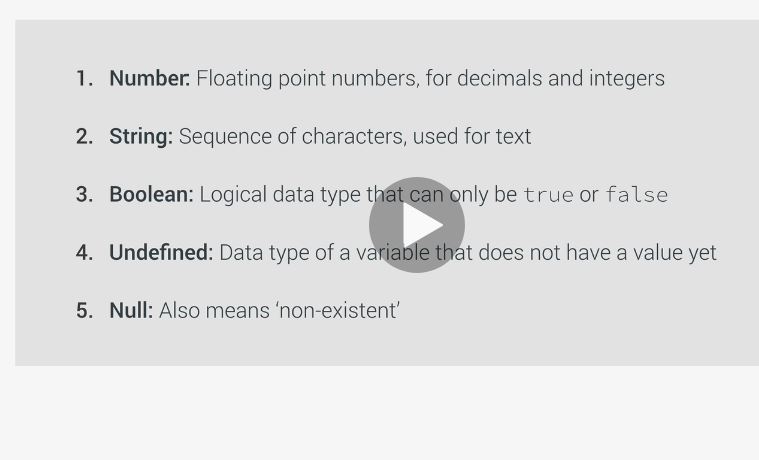 1. Number: Floating point numbers, for decimals and integers
2. String: Sequence of characters, used for text
3. Boolean: Logical data type that can only be true or false
4. Undefined: Data type of a variable that does not have a value yet
5. Null: Also means ‘non-existent’